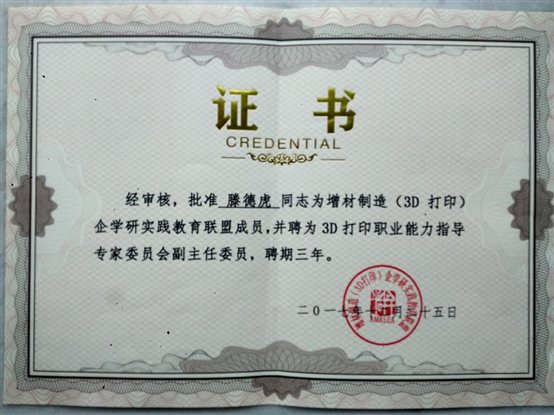 证书
CREDENTIAL
经审核，批准 滕德虎 同志为增材制造（3D 打印）
企学研实践教育联盟成员，并聘为 3D 打印职业能力指导
专家委员会副主任委员，聘期三年。
二〇一七年十 月 十五日